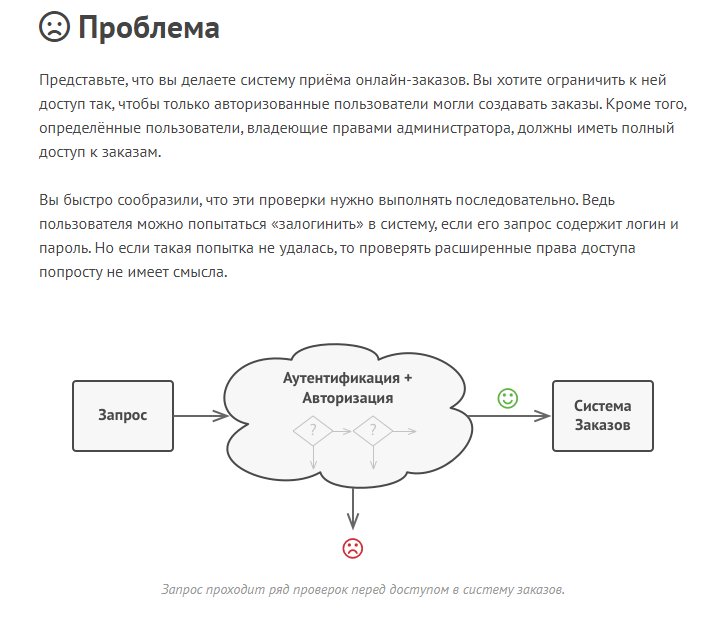 Проблема
Представьте, что вы делаете систему приёма онлайн-заказов. Вы хотите ограничить к ней
доступ так, чтобы только авторизованные пользователи могли создавать заказы. Кроме того,
определённые пользователи, владеющие правами администратора, должны иметь полный
доступ к заказам.
Вы быстро сообразили, что эти проверки нужно выполнять последовательно. Ведь
пользователя можно попытаться «залогинить» в систему, если его запрос содержит логин и
пароль. Но если такая попытка не удалась, то проверять расширенные права доступа
попросту не имеет смысла.
Запрос
Аутентификация +
Авторизация
? ?
Система
Заказов
Запрос проходит ряд проверок перед доступом в систему заказов.